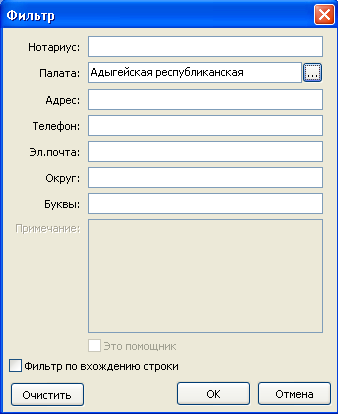 Фильтр
Нотариус:
Палата: Адыгейская республиканская ...
Адрес:
Телефон:
Эл.почта:
Округ:
Буквы:
Примечание:
Это помощник
Фильтр по вхождению строки
Очистить OK Отмена